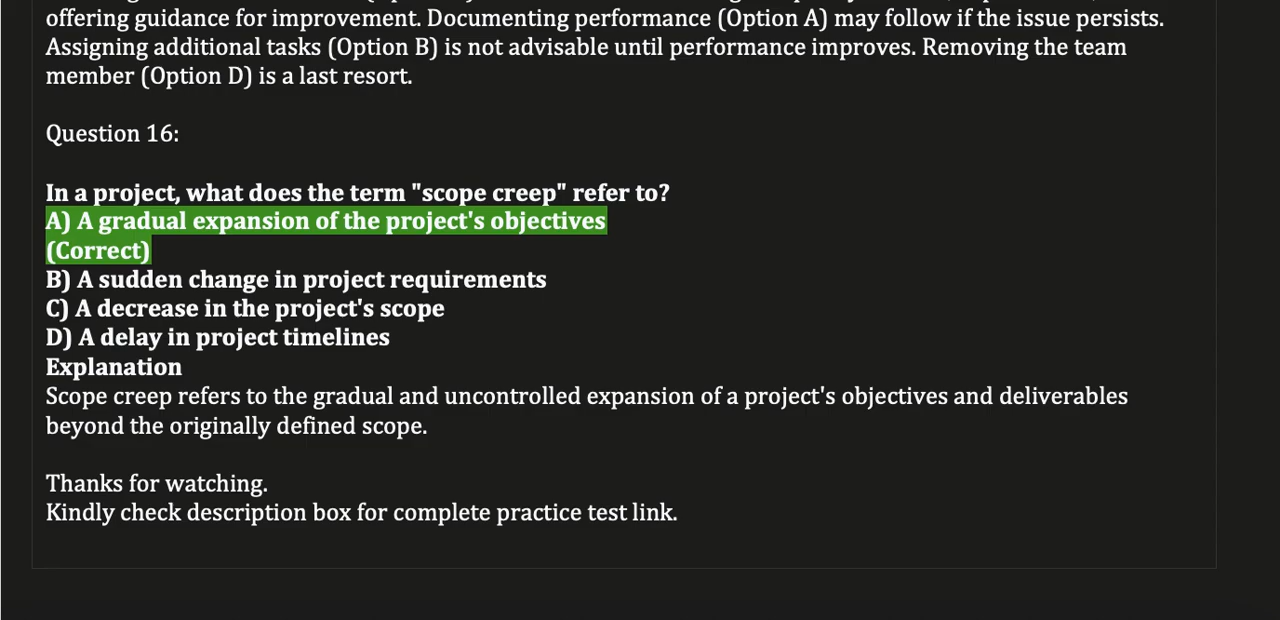 offering guidance for improvement. Documenting performance (Option A) may follow if the issue persists.
Assigning additional tasks (Option B) is not advisable until performance improves. Removing the team
member (Option D) is a last resort.
Question 16:
In a project, what does the term "scope creep" refer to?
A) A gradual expansion of the project's objectives
(Correct)
B) A sudden change in project requirements
C) A decrease in the project's scope
D) A delay in project timelines
Explanation
Scope creep refers to the gradual and uncontrolled expansion of a project's objectives and deliverables
beyond the originally defined scope.
Thanks for watching.
Kindly check description box for complete practice test link.